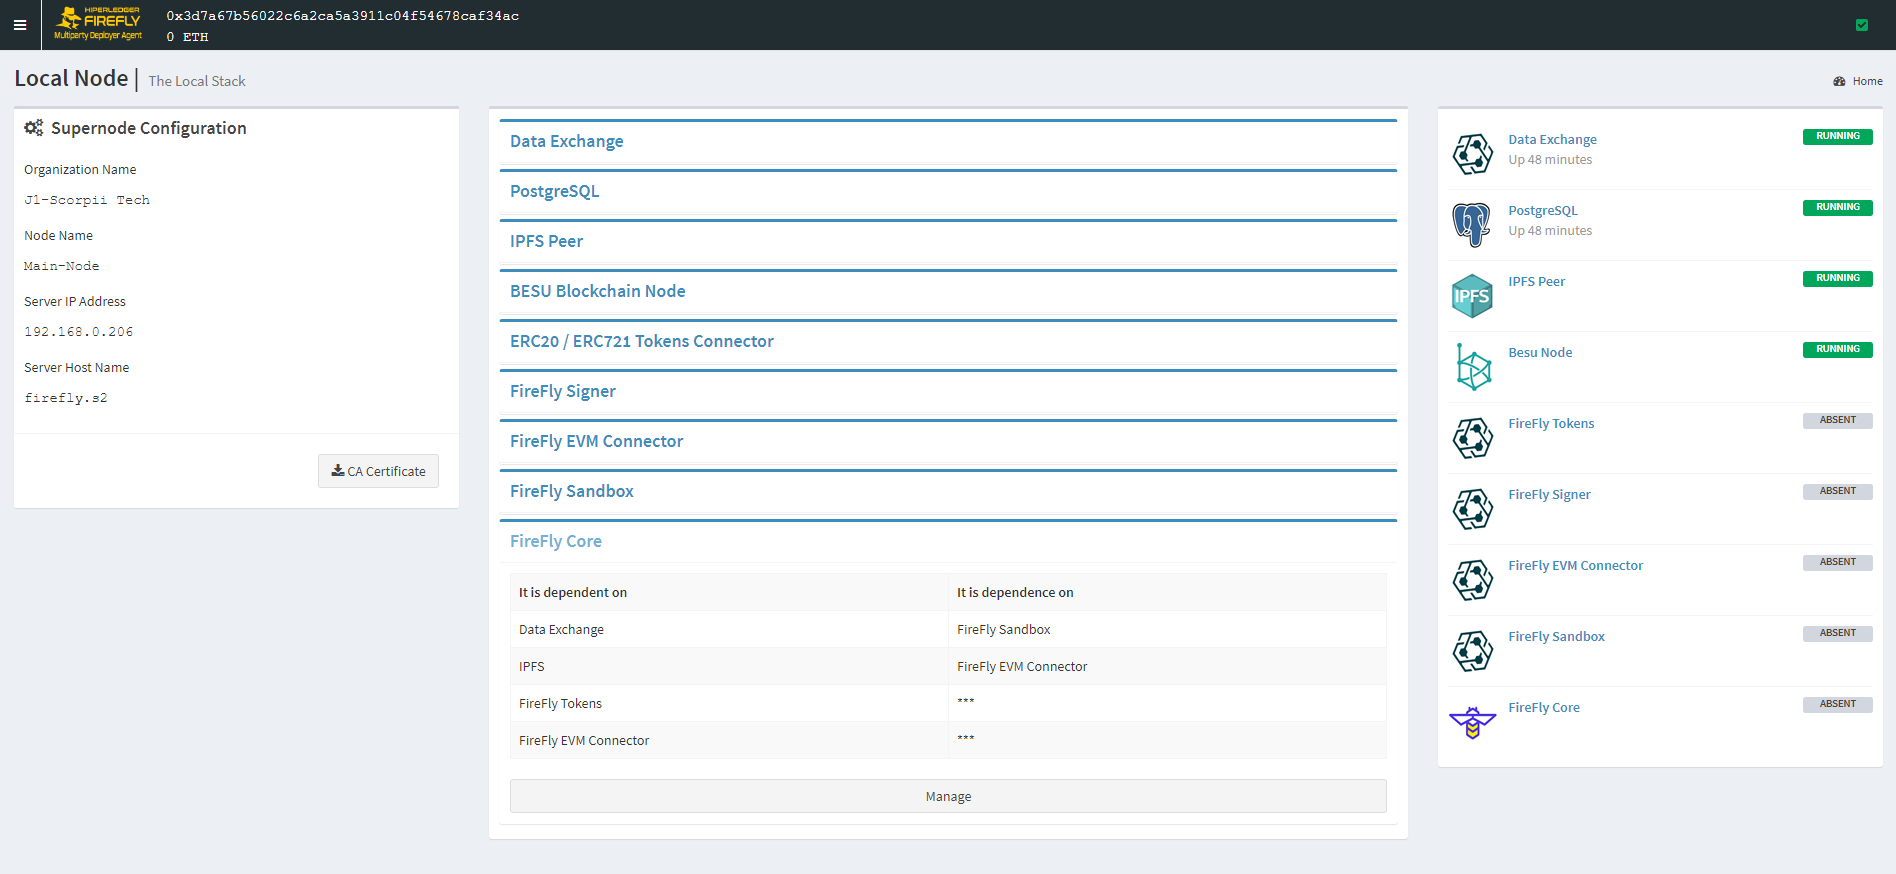 HIPERLEDGER
FIREFLY
Multiparty Deployer Agent
0x3d7a67b56022c6a2ca5a3911c04f54678caf34ac
0 ETH
Local Node | The Local Stack
Home
Supernode Configuration
Organization Name
Jl-Scorpii Tech
Node Name
Main-Node
Server IP Address
192.168.0.206
Server Host Name
firefly.s2
CA Certificate
Data Exchange
PostgreSQL
IPFS Peer
BESU Blockchain Node
ERC20 / ERC721 Tokens Connector
FireFly Signer
FireFly EVM Connector
FireFly Sandbox
FireFly Core
It is dependent on It is dependence on
Data Exchange FireFly Sandbox
IPFS FireFly EVM Connector
FireFly Tokens ***
FireFly EVM Connector ***
Manage
Data Exchange RUNNING
Up 48 minutes
PostgreSQL RUNNING
Up 48 minutes
IPFS
IPFS Peer RUNNING
Besu Node RUNNING
FireFly Tokens ABSENT
FireFly Signer ABSENT
FireFly EVM Connector ABSENT
FireFly Sandbox ABSENT
FireFly Core ABSENT